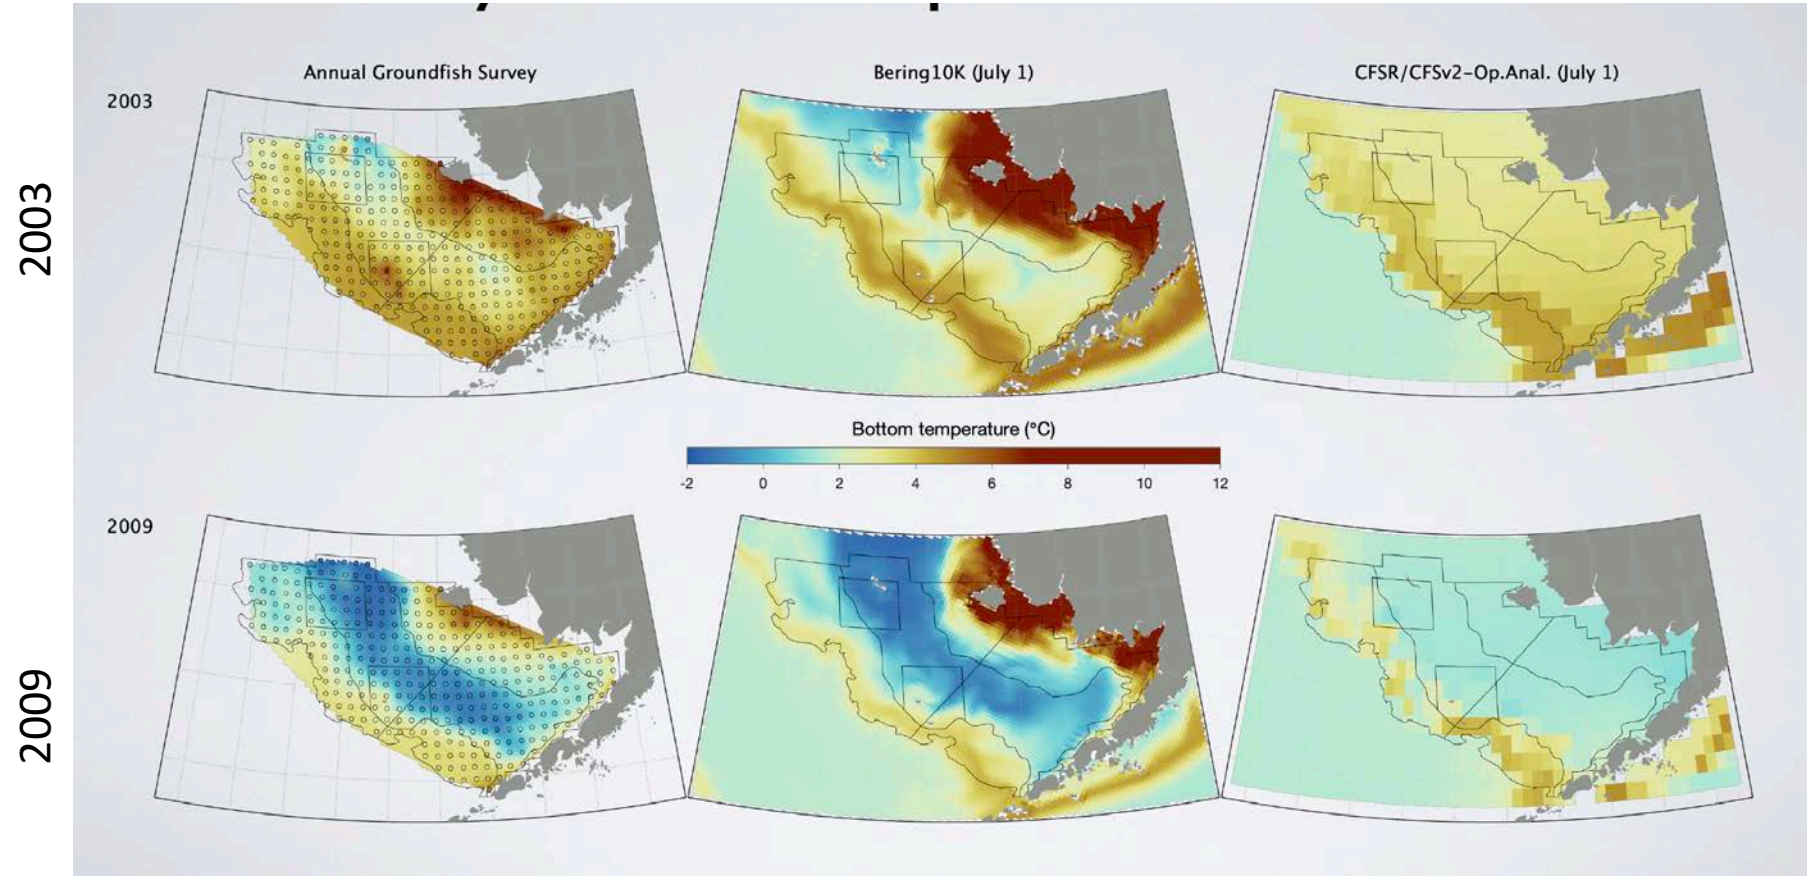 Annual Groundfish Survey
Bering10K (July 1)
CFSR/CFSv2-Op.Anal. (July 1)
2003
2003
Bottom temperature (°C)
-2 0 2 4 6 8 10 12
2009
2009